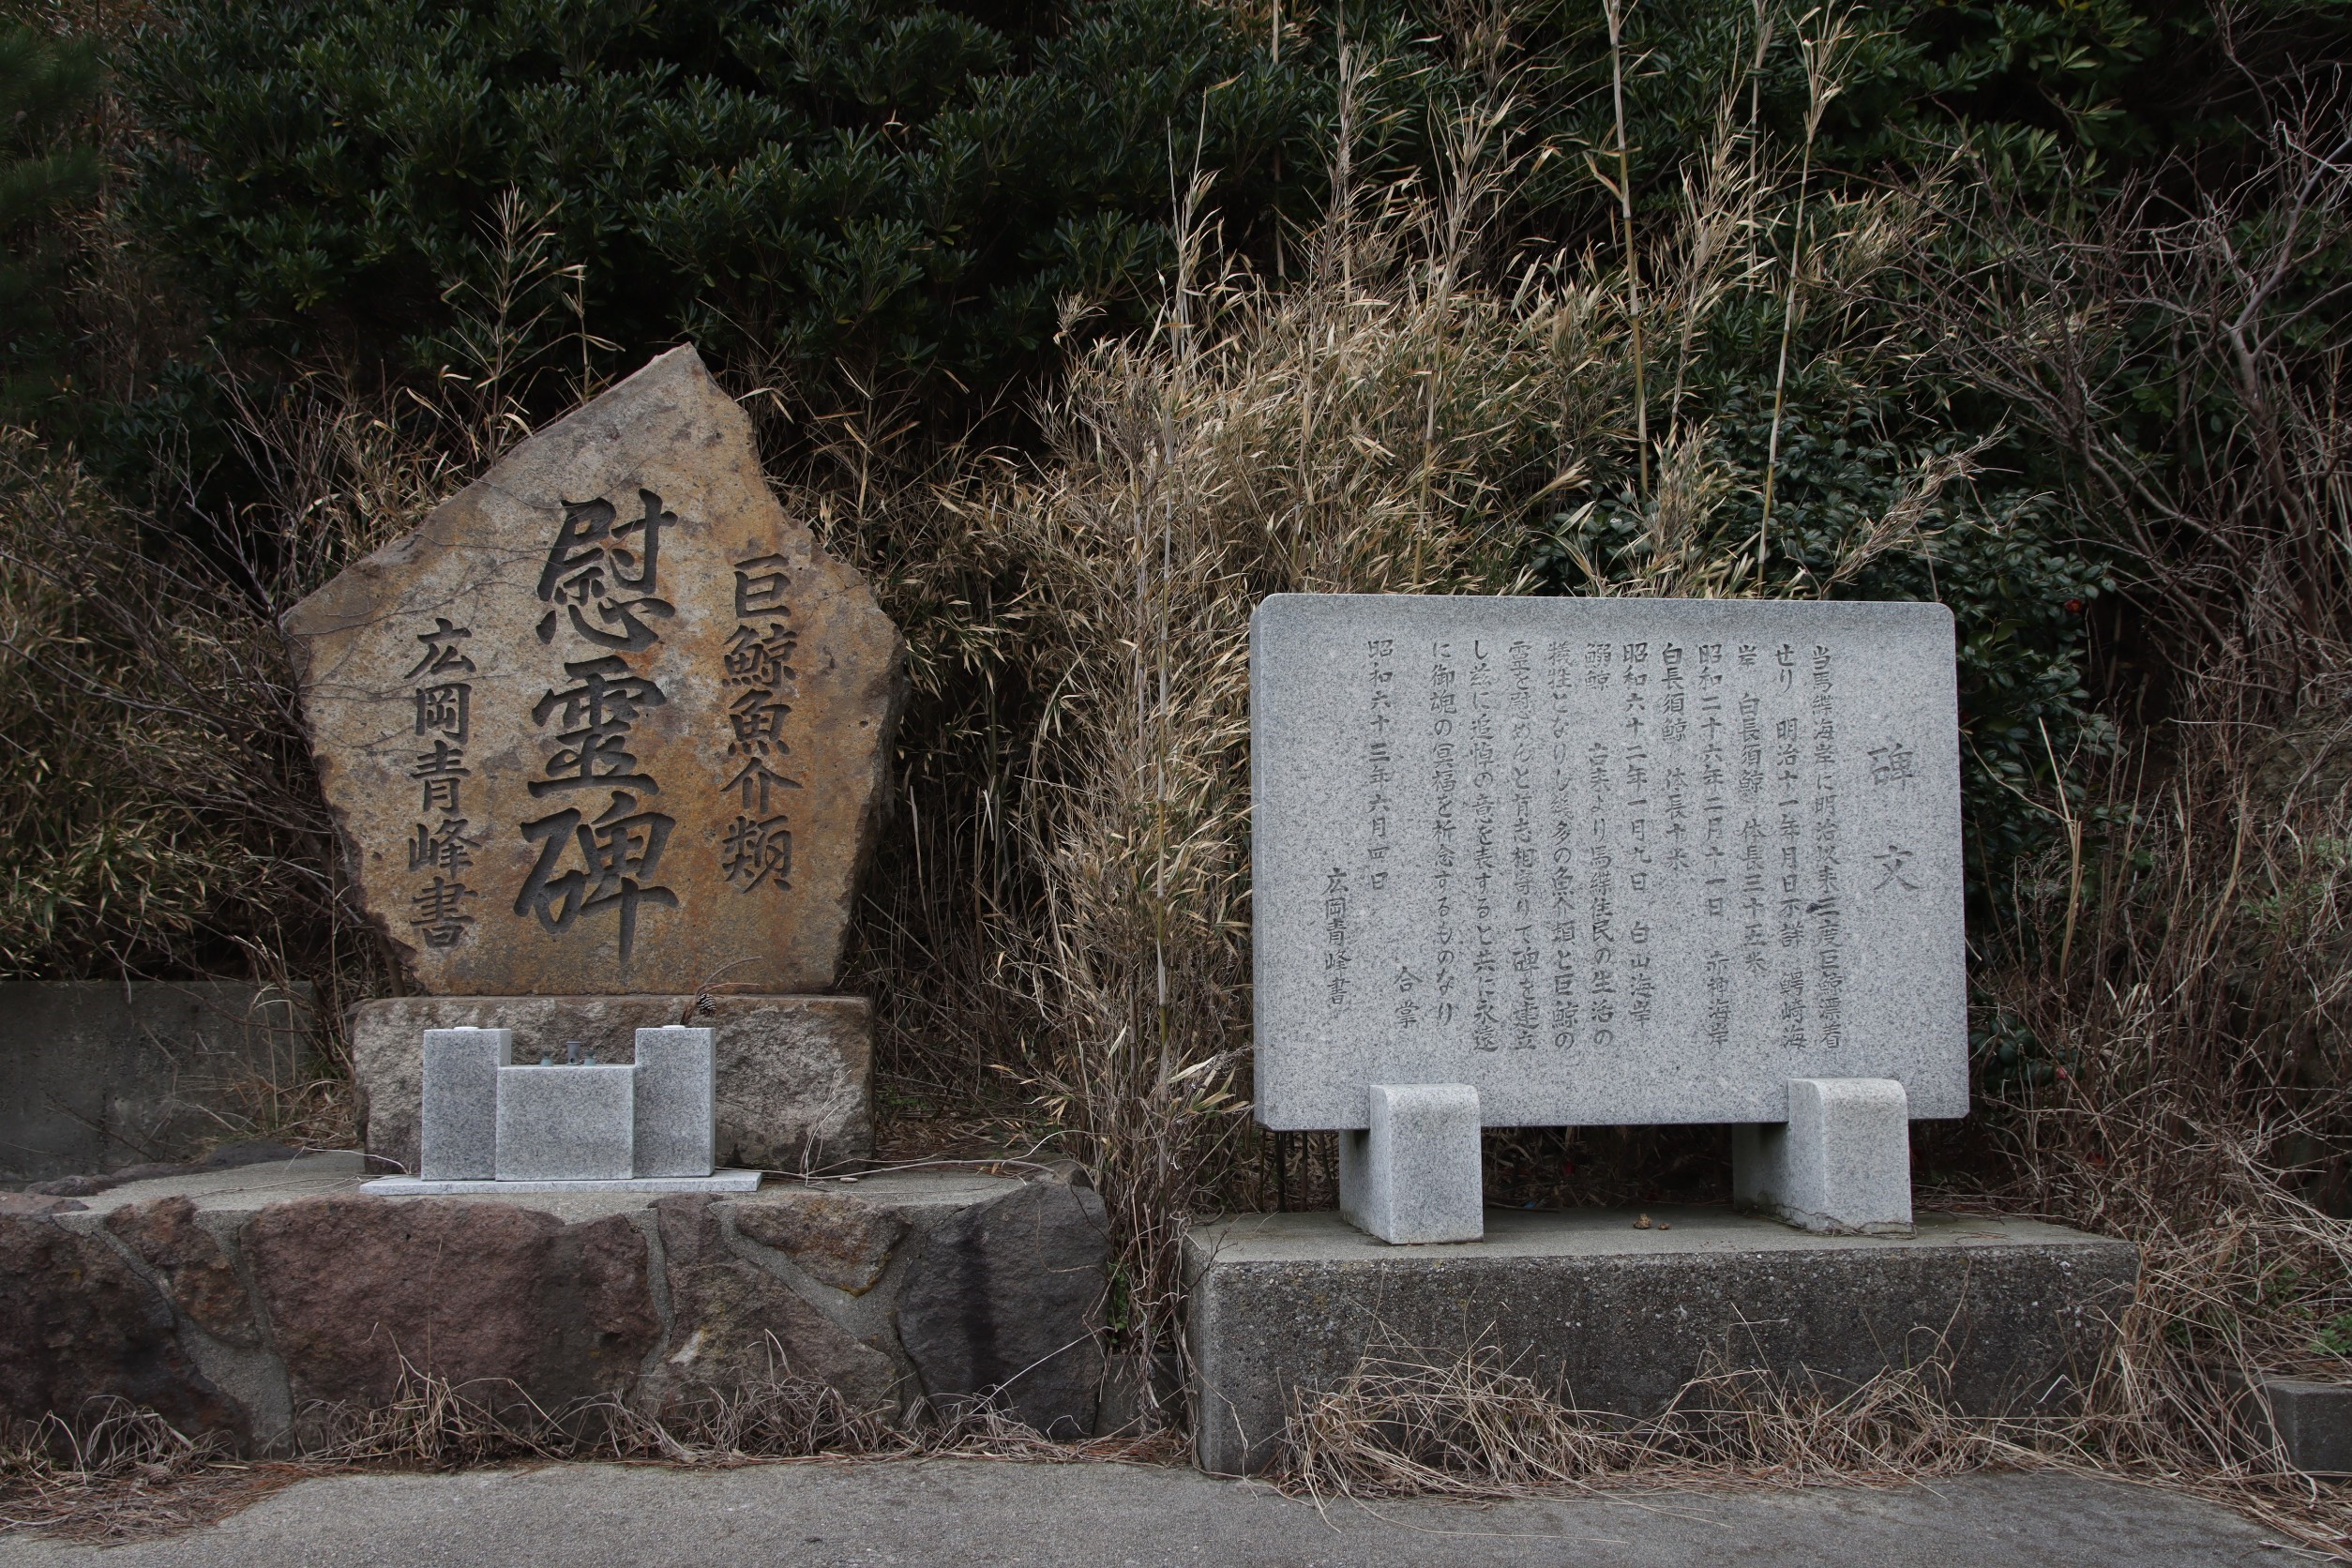 巨鯨魚介類
慰霊碑
広岡青峰書
碑文
当馬緤海岸に明治以来三度巨鯨漂着
せり 明治十一年月日不詳 鰐崎海
岸 白長須鯨 体長三十五米
昭和二十六年二月十一日 赤神海岸
白長須鯨 体長十米
昭和六十二年一月九日 白山海岸
鰯鯨 古来より馬緤住民の生活の
犠牲となりし幾多の魚介類と巨鯨の
霊を慰めんと有志相寄りて碑を建立
し茲に追悼の意を表すると共に永遠
に御魂の冥福を祈念するものなり
合掌
昭和六十三年六月四日
広岡青峰書